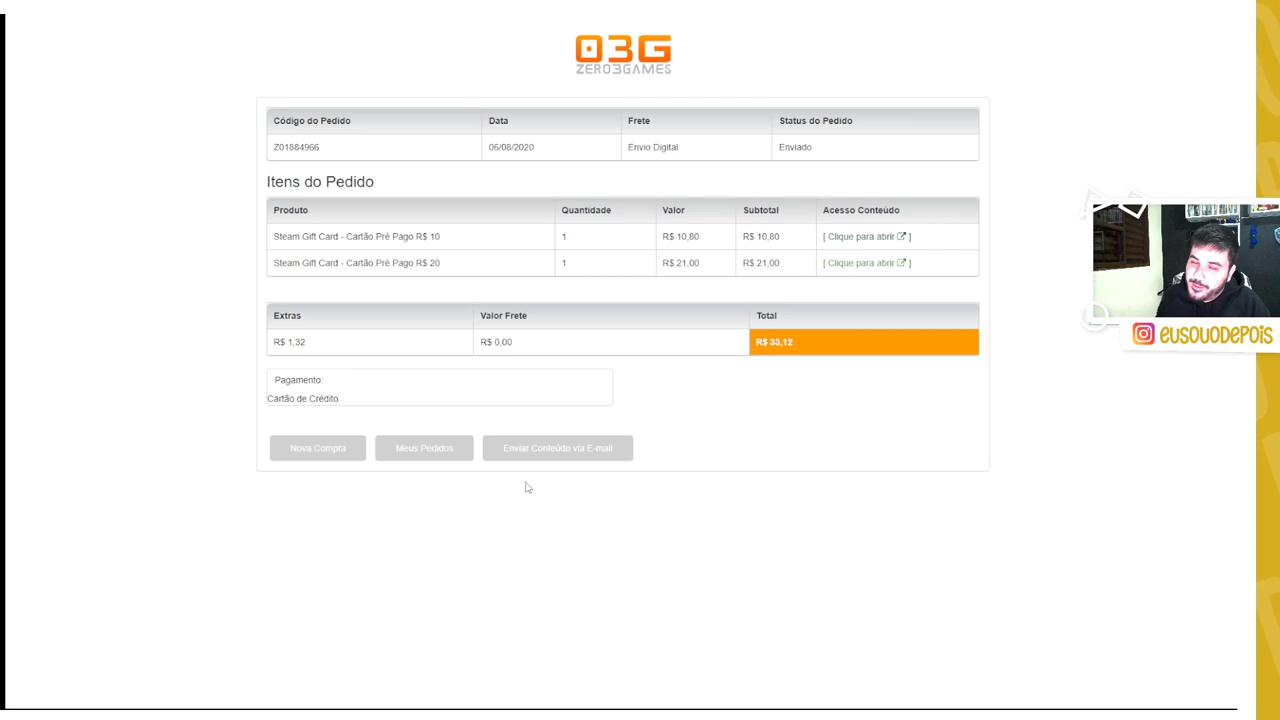 03G
ZERO3GAMES
Código do Pedido Data Frete Status do Pedido
Z01884966 06/08/2020 Envio Digital Enviado
Itens do Pedido
Produto Quantidade Valor Subtotal Acesso Conteúdo
Steam Gift Card - Cartão Pré Pago R$ 10 1 R$ 10,80 R$ 10,80 [ Clique para abrir ]
Steam Gift Card - Cartão Pré Pago R$ 20 1 R$ 21,00 R$ 21,00 [ Clique para abrir ]
Extras Valor Frete Total
R$ 1,32 R$ 0,00 R$ 33,12
Pagamento:
Cartão de Crédito
Nova Compra Meus Pedidos Enviar Conteúdo via E-mail
EUSOUODEPOIS